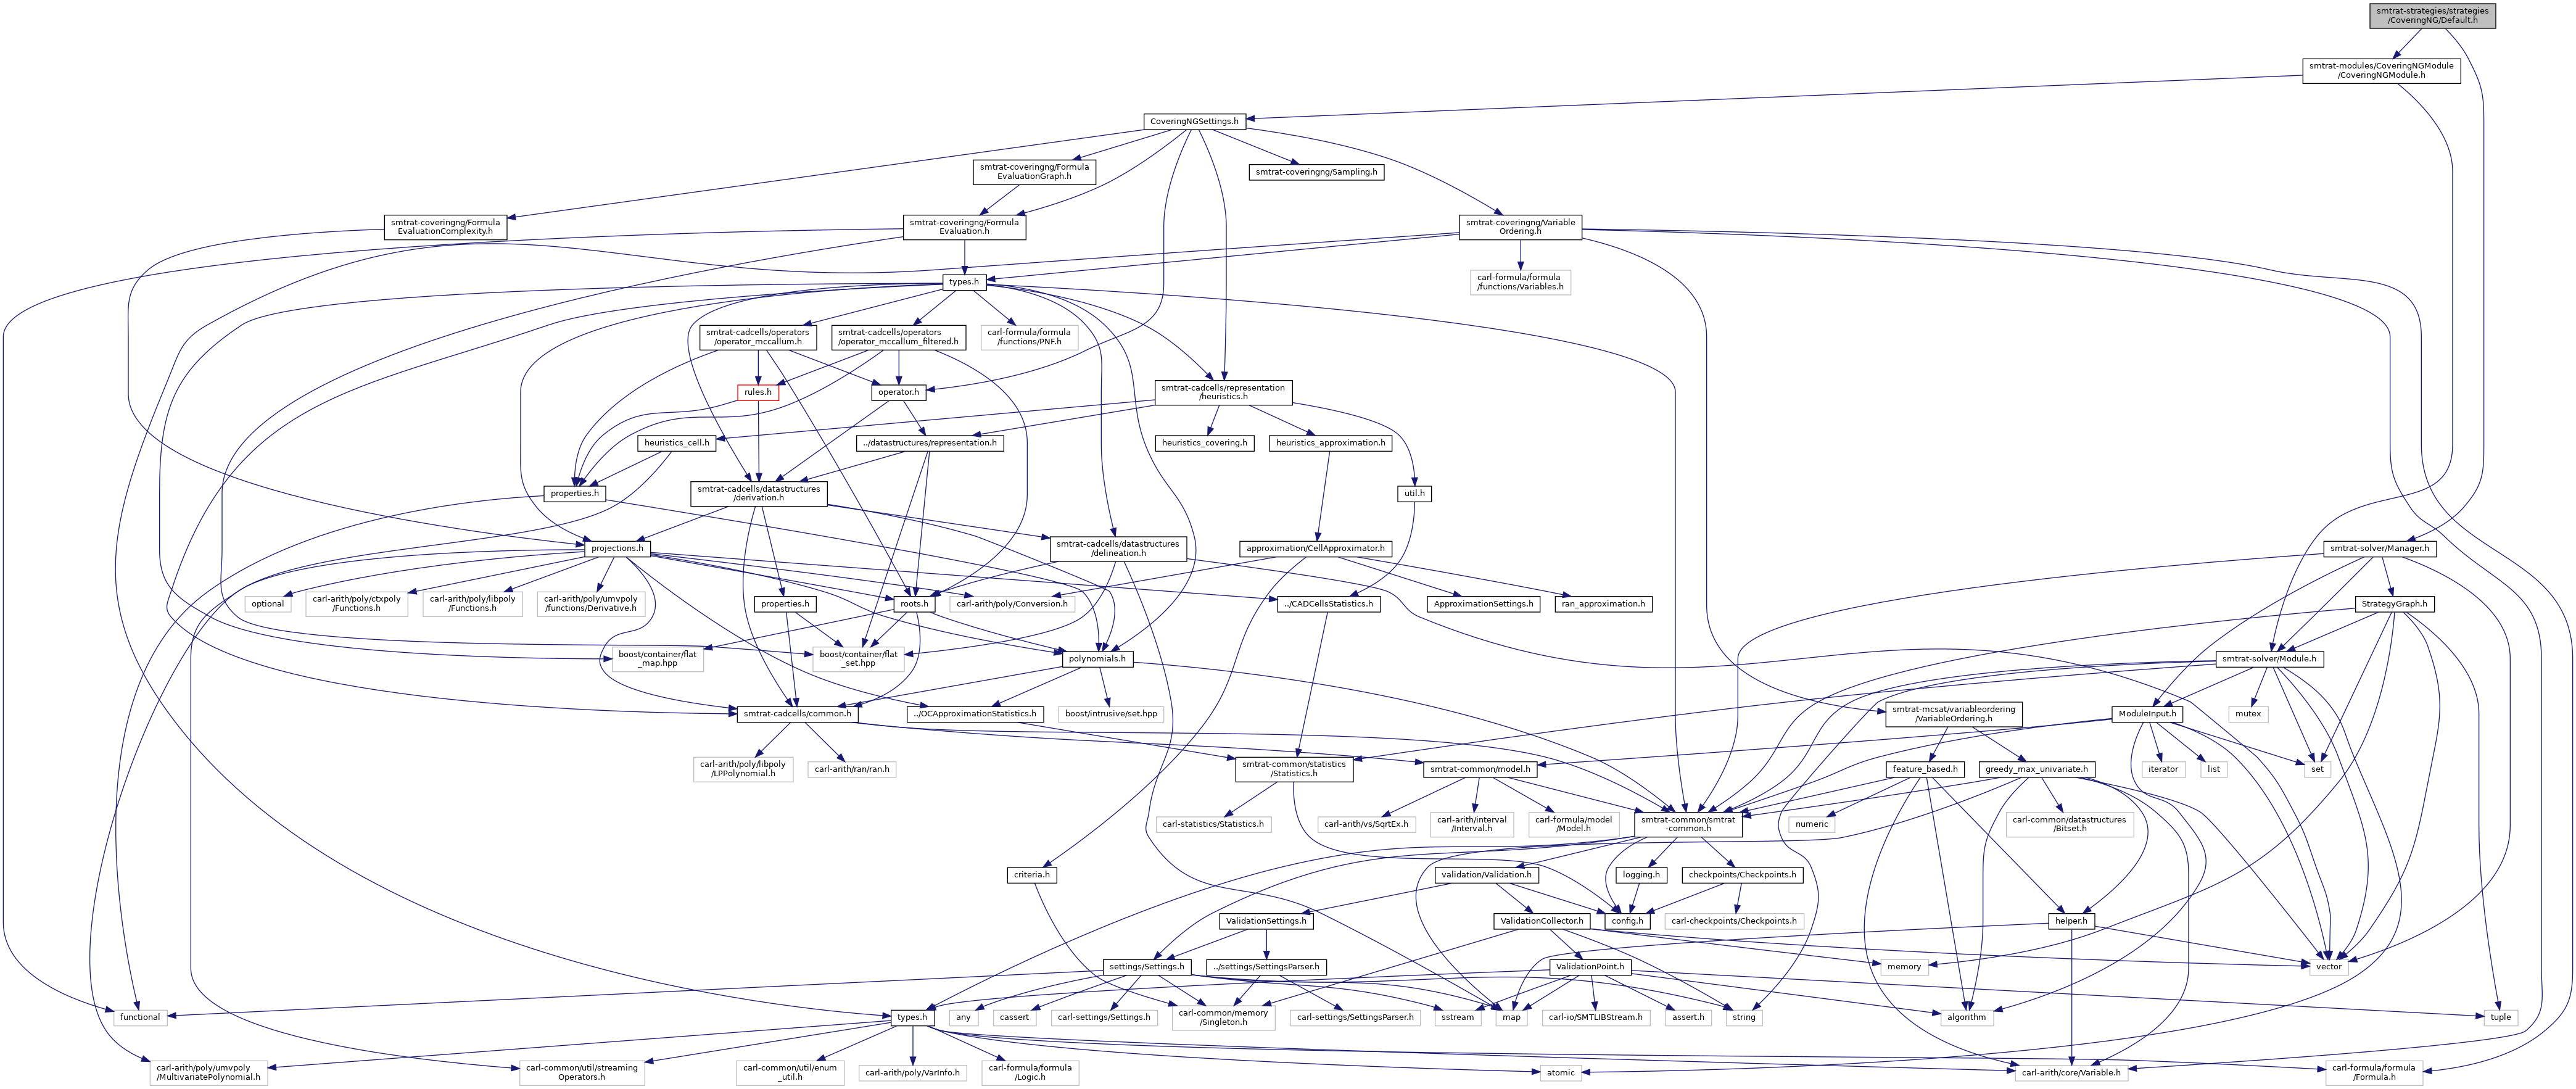 smtrat-strategies/strategies
/CoveringNG/Default.h
smtrat-modules/CoveringNGModule
/CoveringNGModule.h
CoveringNGSettings.h
smtrat-coveringng/Formula
EvaluationGraph.h
smtrat-coveringng/Sampling.h
smtrat-coveringng/Formula
EvaluationComplexity.h
smtrat-coveringng/Formula
Evaluation.h
smtrat-coveringng/Variable
Ordering.h
types.h
carl-formula/formula
/functions/Variables.h
smtrat-cadcells/operators
/operator_mccallum.h
smtrat-cadcells/operators
/operator_mccallum_filtered.h
carl-formula/formula
/functions/PNF.h
rules.h
operator.h
smtrat-cadcells/representation
/heuristics.h
heuristics_cell.h
../datastructures/representation.h
heuristics_covering.h
heuristics_approximation.h
properties.h
smtrat-cadcells/datastructures
/derivation.h
util.h
projections.h
smtrat-cadcells/datastructures
/delineation.h
approximation/CellApproximator.h
smtrat-solver/Manager.h
optional
carl-arith/poly/ctxpoly
/Functions.h
carl-arith/poly/libpoly
/Functions.h
carl-arith/poly/umvpoly
/functions/Derivative.h
properties.h
roots.h
carl-arith/poly/Conversion.h
../CADCellsStatistics.h
ApproximationSettings.h
ran_approximation.h
StrategyGraph.h
boost/container/flat
_map.hpp
boost/container/flat
_set.hpp
polynomials.h
smtrat-solver/Module.h
smtrat-cadcells/common.h
../OCApproximationStatistics.h
boost/intrusive/set.hpp
smtrat-mcsat/variableordering
/VariableOrdering.h
ModuleInput.h
mutex
carl-arith/poly/libpoly
/LPPolynomial.h
carl-arith/ran/ran.h
smtrat-common/statistics
/Statistics.h
smtrat-common/model.h
feature_based.h
greedy_max_univariate.h
iterator
list
set
carl-statistics/Statistics.h
carl-arith/vs/SqrtEx.h
carl-arith/interval
/Interval.h
carl-formula/model
/Model.h
smtrat-common/smtrat
-common.h
numeric
carl-common/datastructures
/Bitset.h
criteria.h
validation/Validation.h
logging.h
checkpoints/Checkpoints.h
ValidationSettings.h
ValidationCollector.h
config.h
carl-checkpoints/Checkpoints.h
helper.h
settings/Settings.h
../settings/SettingsParser.h
ValidationPoint.h
memory
vector
functional
types.h
any
cassert
carl-settings/Settings.h
carl-common/memory
/Singleton.h
carl-settings/SettingsParser.h
sstream
map
carl-io/SMTLIBStream.h
assert.h
string
algorithm
tuple
carl-arith/poly/umvpoly
/MultivariatePolynomial.h
carl-common/util/streaming
Operators.h
carl-common/util/enum
_util.h
carl-arith/poly/VarInfo.h
carl-formula/formula
/Logic.h
atomic
carl-arith/core/Variable.h
carl-formula/formula
/Formula.h